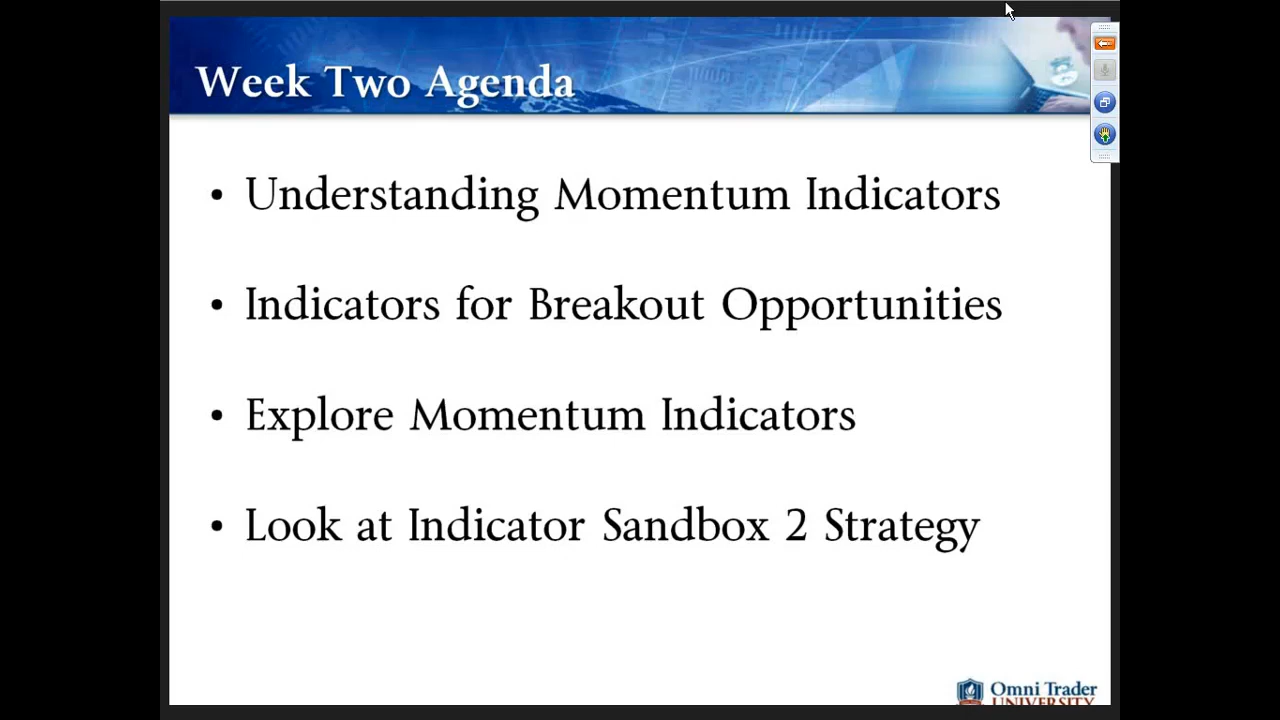 Week Two Agenda
• Understanding Momentum Indicators
• Indicators for Breakout Opportunities
• Explore Momentum Indicators
• Look at Indicator Sandbox 2 Strategy
Omni Trader
UNIVERSITY